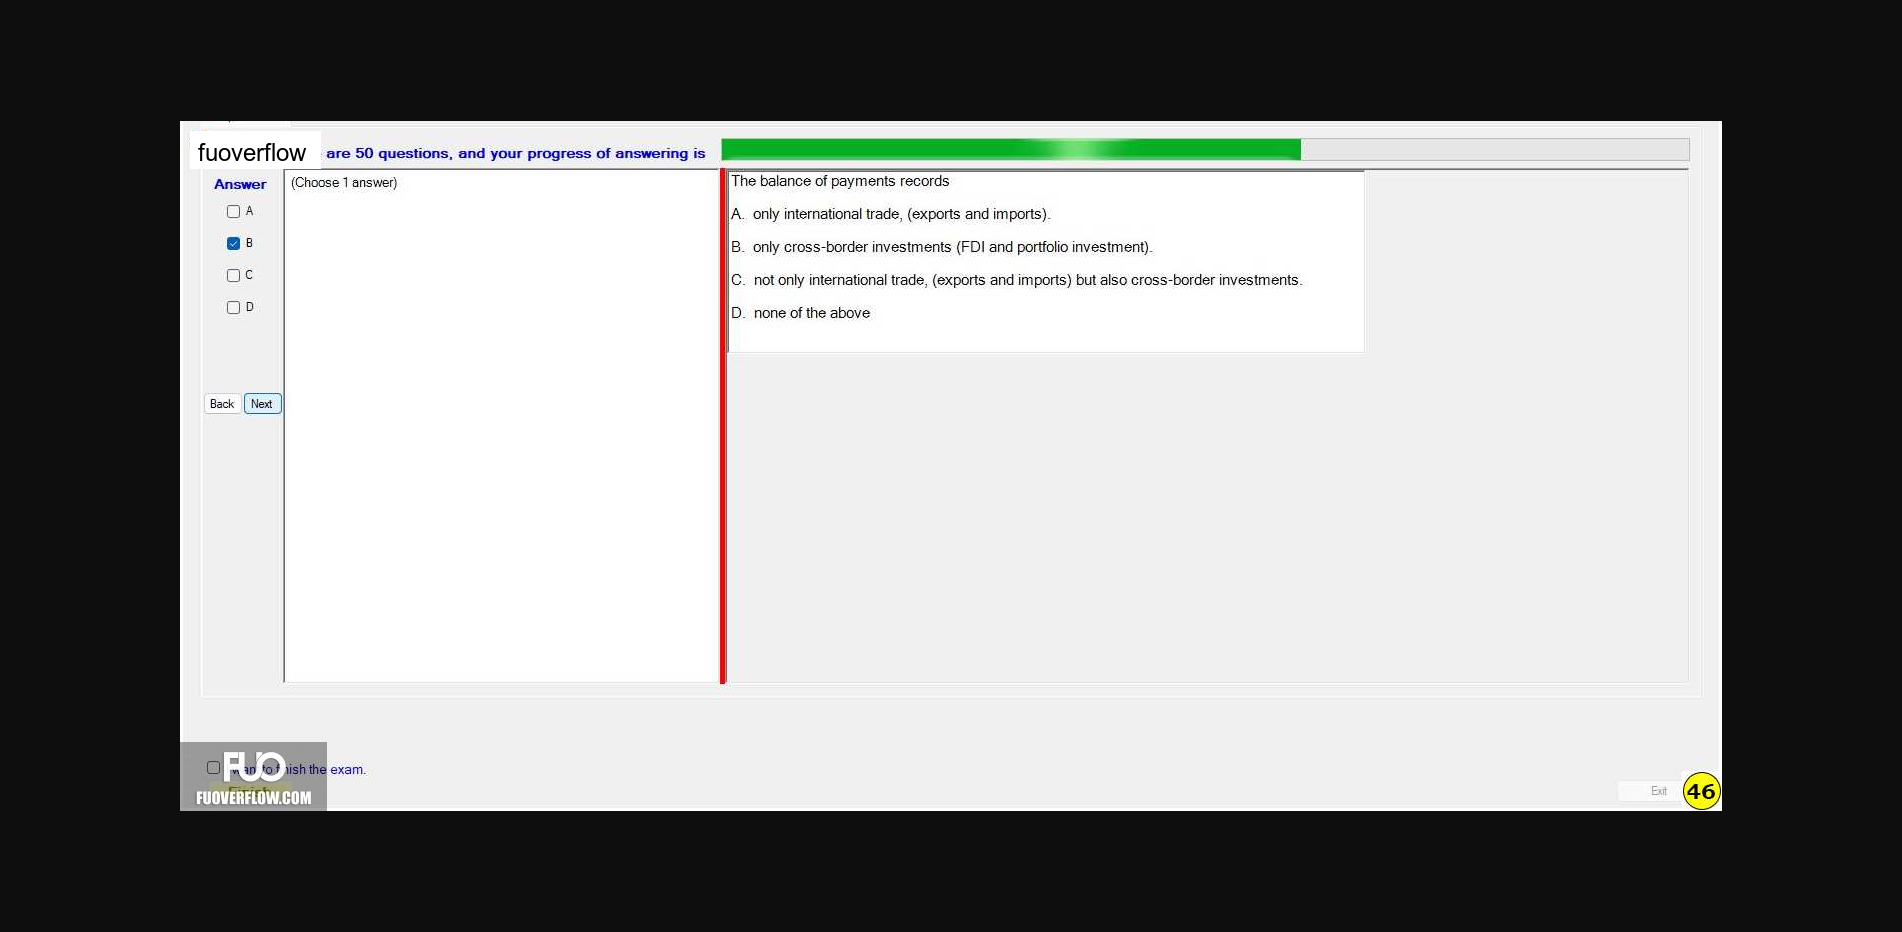 fuoverflow are 50 questions, and your progress of answering is
Answer
(Choose 1 answer)
A
B
C
D
Back Next
The balance of payments records
A. only international trade, (exports and imports).
B. only cross-border investments (FDI and portfolio investment).
C. not only international trade, (exports and imports) but also cross-border investments.
D. none of the above
want to finish the exam.
FUO
Finish
FUOVERFLOW.COM
Exit
46